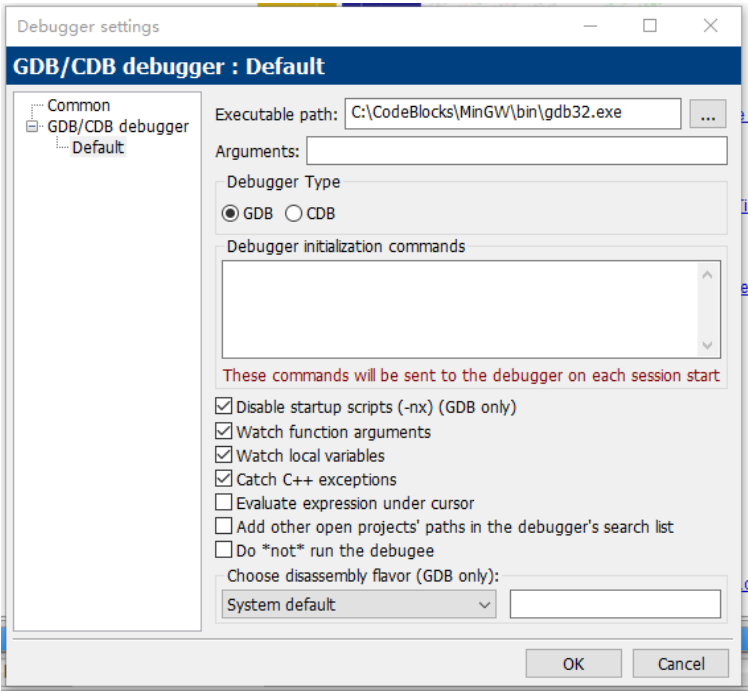 Debugger settings
GDB/CDB debugger : Default
Common
GDB/CDB debugger
Default
Executable path: C:\CodeBlocks\MinGW\bin\gdb32.exe ...
Arguments:
Debugger Type
GDB CDB
Debugger initialization commands
These commands will be sent to the debugger on each session start
Disable startup scripts (-nx) (GDB only)
Watch function arguments
Watch local variables
Catch C++ exceptions
Evaluate expression under cursor
Add other open projects' paths in the debugger's search list
Do *not* run the debugee
Choose disassembly flavor (GDB only):
System default
OK Cancel